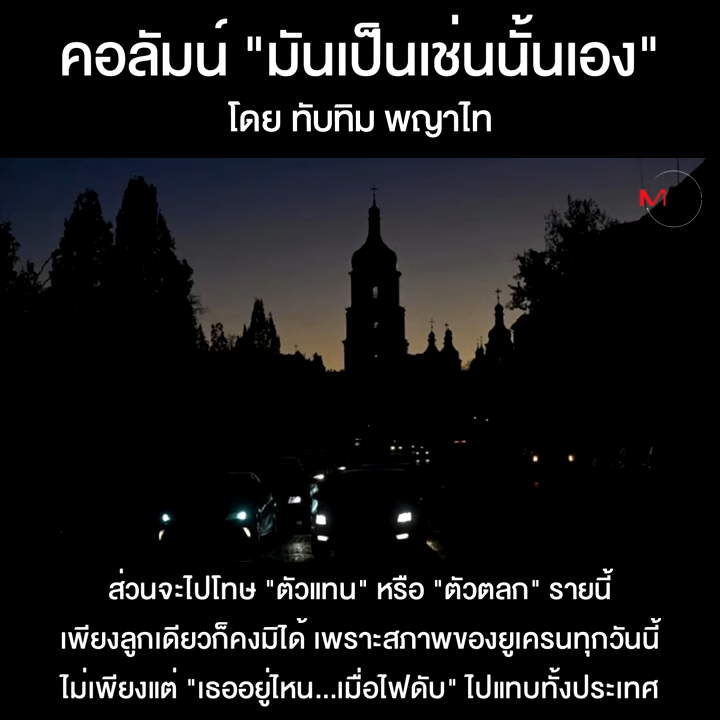 คอลัมน์ "มันเป็นเช่นนั้นเอง"
โดย ทับทิม พญาไท
M
ส่วนจะไปโทษ "ตัวแทน" หรือ "ตัวตลก" รายนี้
เพียงลูกเดียวก็คงมิได้ เพราะสภาพของยูเครนทุกวันนี้
ไม่เพียงแต่ "เธออยู่ไหน...เมื่อไฟดับ" ไปแทบทั้งประเทศ